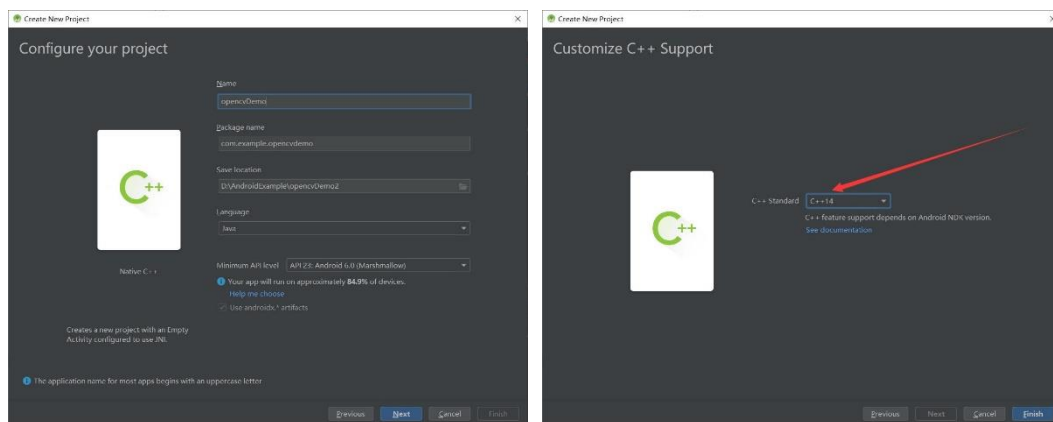 Create New Project
Configure your project
Name
opencvDemo
Package name
com.example.opencvdemo
Save location
D:\AndroidExample\opencvDemo2
Language
Java
C++
Native C++
Minimum API level API 23: Android 6.0 (Marshmallow)
Your app will run on approximately 84.9% of devices.
Help me choose
Use androidx.* artifacts
Creates a new project with an Empty
Activity configured to use JNI.
The application name for most apps begins with an uppercase letter
Previous Next Cancel Finish
Create New Project
Customize C++ Support
C++
C++ Standard C++14
C++ feature support depends on Android NDK version.
See documentation
Previous Next Cancel Finish